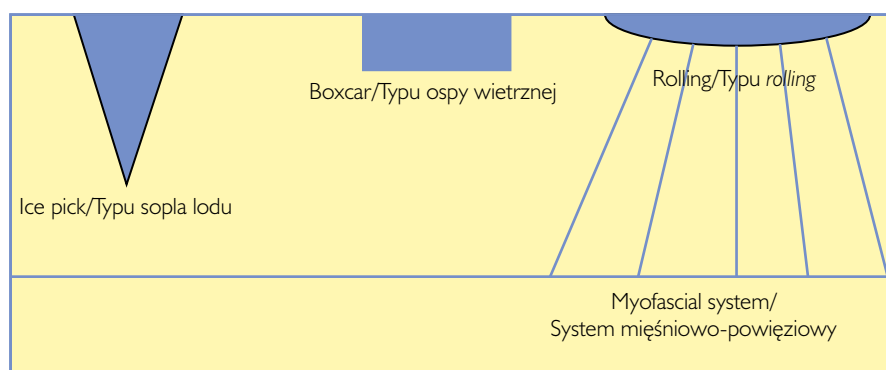 Rolling/Typu rolling
Boxcar/Typu ospy wietrznej
Ice pick/Typu sopla lodu
Myofascial system/
System mięśniowo-powięziowy